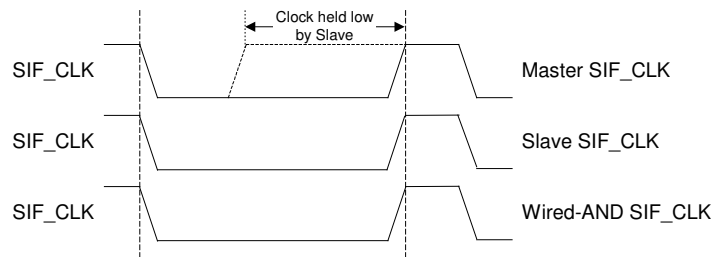 Clock held low
by Slave
SIF_CLK
Master SIF_CLK
SIF_CLK
Slave SIF_CLK
SIF_CLK
Wired-AND SIF_CLK